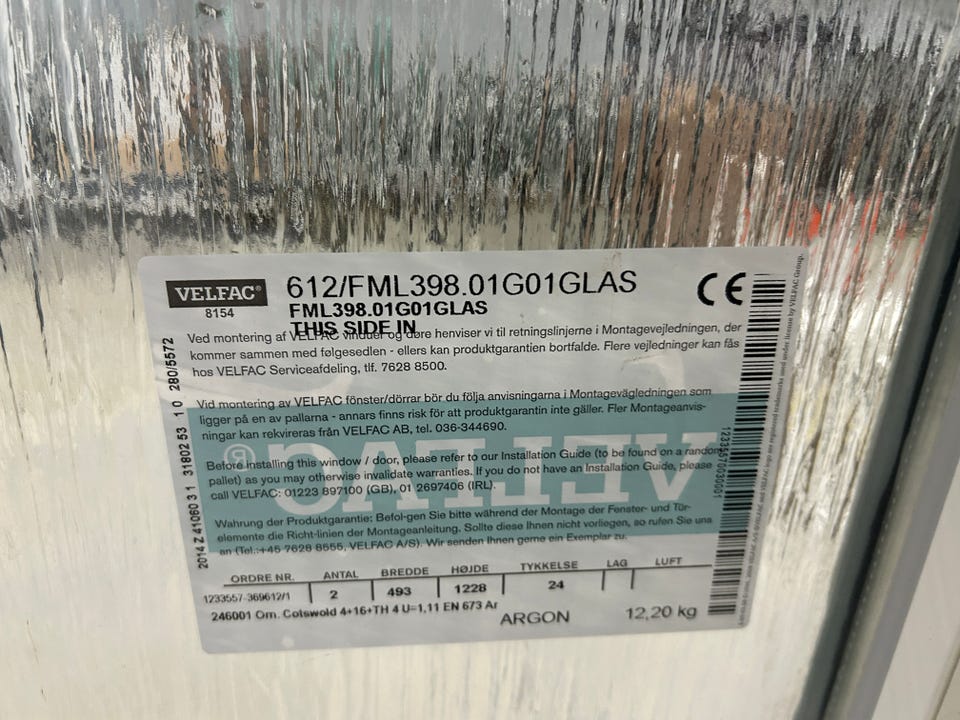 VELFAC®
8154
612/FML398.01G01GLAS
FML398.01G01GLAS
THIS SIDE IN
Ved montering af VELFAC vinduer og døre henviser vi til retningslinjerne i Montagevejledningen, der
kommer sammen med følgesedlen - ellers kan produktgarantien bortfalde. Flere vejledninger kan fås
hos VELFAC Serviceafdeling, tlf. 7628 8500.
Vid montering av VELFAC fönster/dörrar bör du följa anvisningarna i Montagevägledningen som
ligger på en av pallarna - annars finns risk för att produktgarantin inte gäller. Fler Montageanvis-
ningar kan rekvireras från VELFAC AB, tel. 036-344690.
Before installing this window / door, please refer to our Installation Guide (to be found on a random
pallet) as you may otherwise invalidate warranties. If you do not have an Installation Guide, please
call VELFAC: 01223 897100 (GB), 01 2697406 (IRL).
Wahrung der Produktgarantie: Befol-gen Sie bitte während der Montage der Fenster- und Tür-
elemente die Richt-linien der Montageanleitung. Sollte diese Ihnen nicht vorliegen, so rufen Sie uns
an (Tel.:+45 7628 8555, VELFAC A/S). Wir senden Ihnen gerne ein Exemplar zu.
VELFAC®
ORDRE NR. ANTAL BREDDE HØJDE TYKKELSE LAG LUFT
1233557-369612/1 2 493 1228 24
246001 Orn. Cotswold 4+16+TH 4 U=1,11 EN 673 Ar
ARGON 12,20 kg
CE
2014 Z 41060 3 1 31802 53 1 0 280/5572
12335570030001